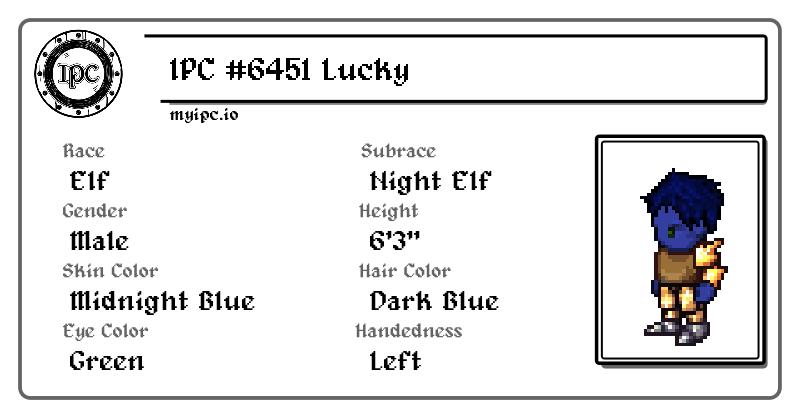 IPC
IPC #6451 Lucky
myipc.io
Race
Elf
Subrace
Night Elf
Gender
Male
Height
6'3"
Skin Color
Midnight Blue
Hair Color
Dark Blue
Eye Color
Green
Handedness
Left